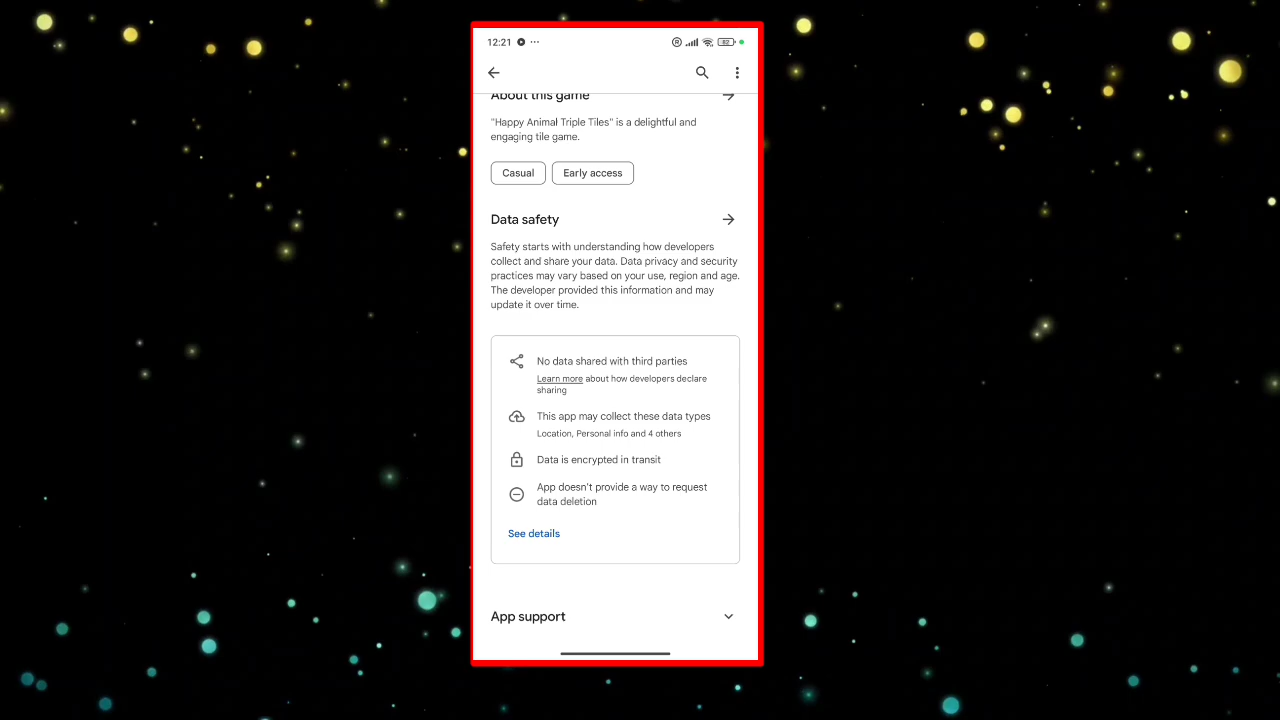 12:21
62
About this game
"Happy Animal Triple Tiles" is a delightful and
engaging tile game.
Casual
Early access
Data safety
Safety starts with understanding how developers
collect and share your data. Data privacy and security
practices may vary based on your use, region and age.
The developer provided this information and may
update it over time.
No data shared with third parties
Learn more about how developers declare
sharing
This app may collect these data types
Location, Personal info and 4 others
Data is encrypted in transit
App doesn't provide a way to request
data deletion
See details
App support